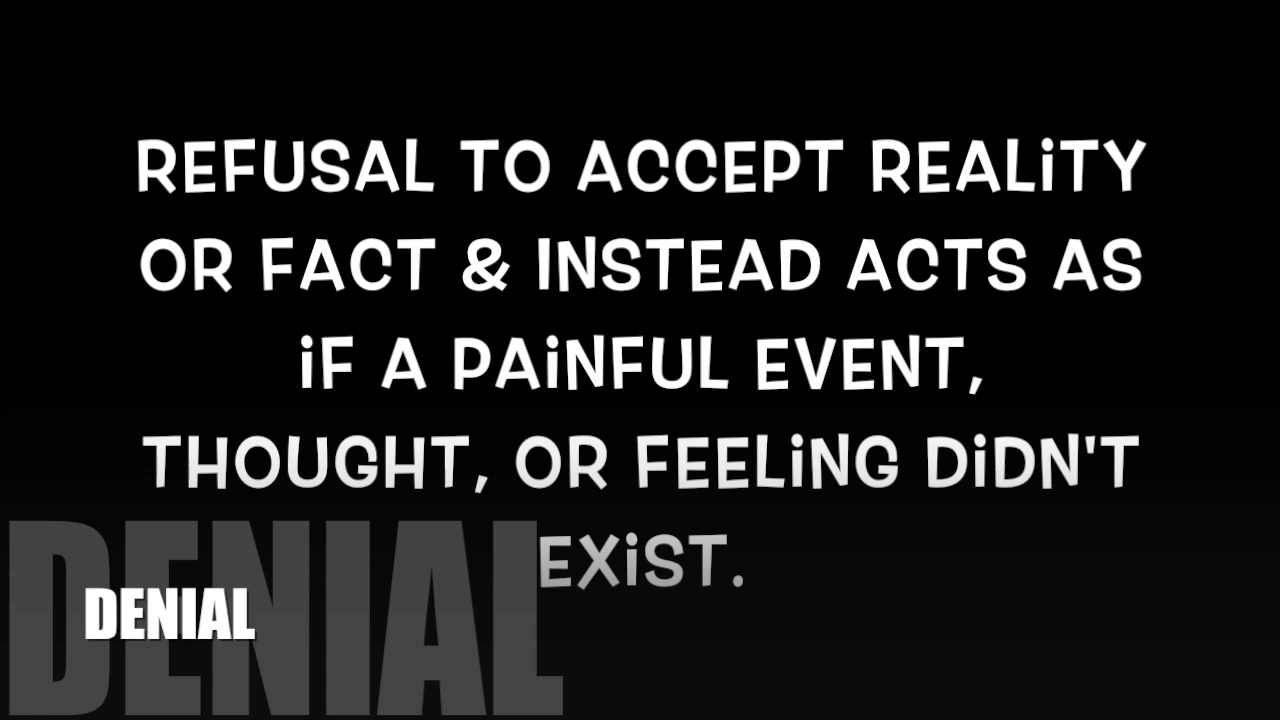 REFUSAL TO ACCEPT REALiTY
OR FACT & INSTEAD ACTS AS
iF A PAiNFUL EVENT,
THOUGHT, OR FEELiNG DiDN'T
EXiST.
DENIAL
DENIAL